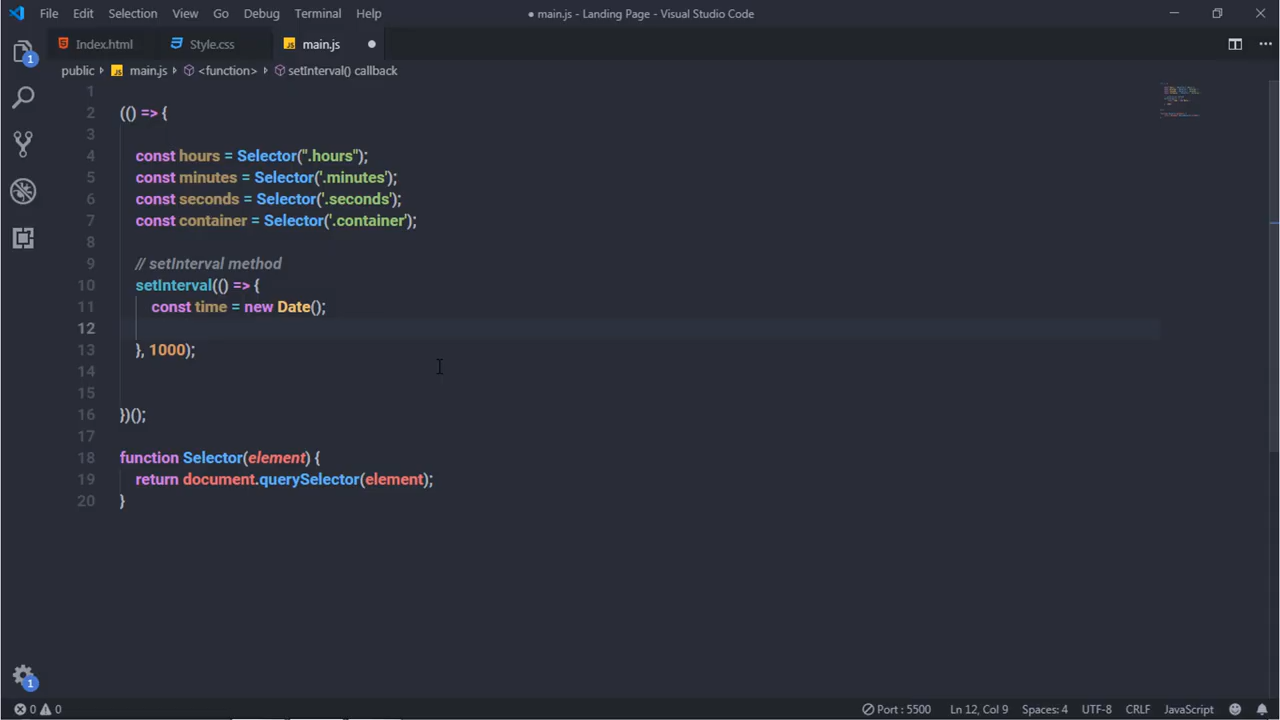 File Edit Selection View Go Debug Terminal Help ● main.js - Landing Page - Visual Studio Code
Index.html Style.css JS main.js
public main.js <function> setInterval() callback
1
2 (() => {
3
4 const hours = Selector(".hours");
5 const minutes = Selector('.minutes');
6 const seconds = Selector('.seconds');
7 const container = Selector('.container');
8
9 // setInterval method
10 setInterval(() => {
11 const time = new Date();
12
13 }, 1000);
14
15
16 })();
17
18 function Selector(element) {
19 return document.querySelector(element);
20 }
1
1
0 0 Port : 5500 Ln 12, Col 9 Spaces: 4 UTF-8 CRLF JavaScript